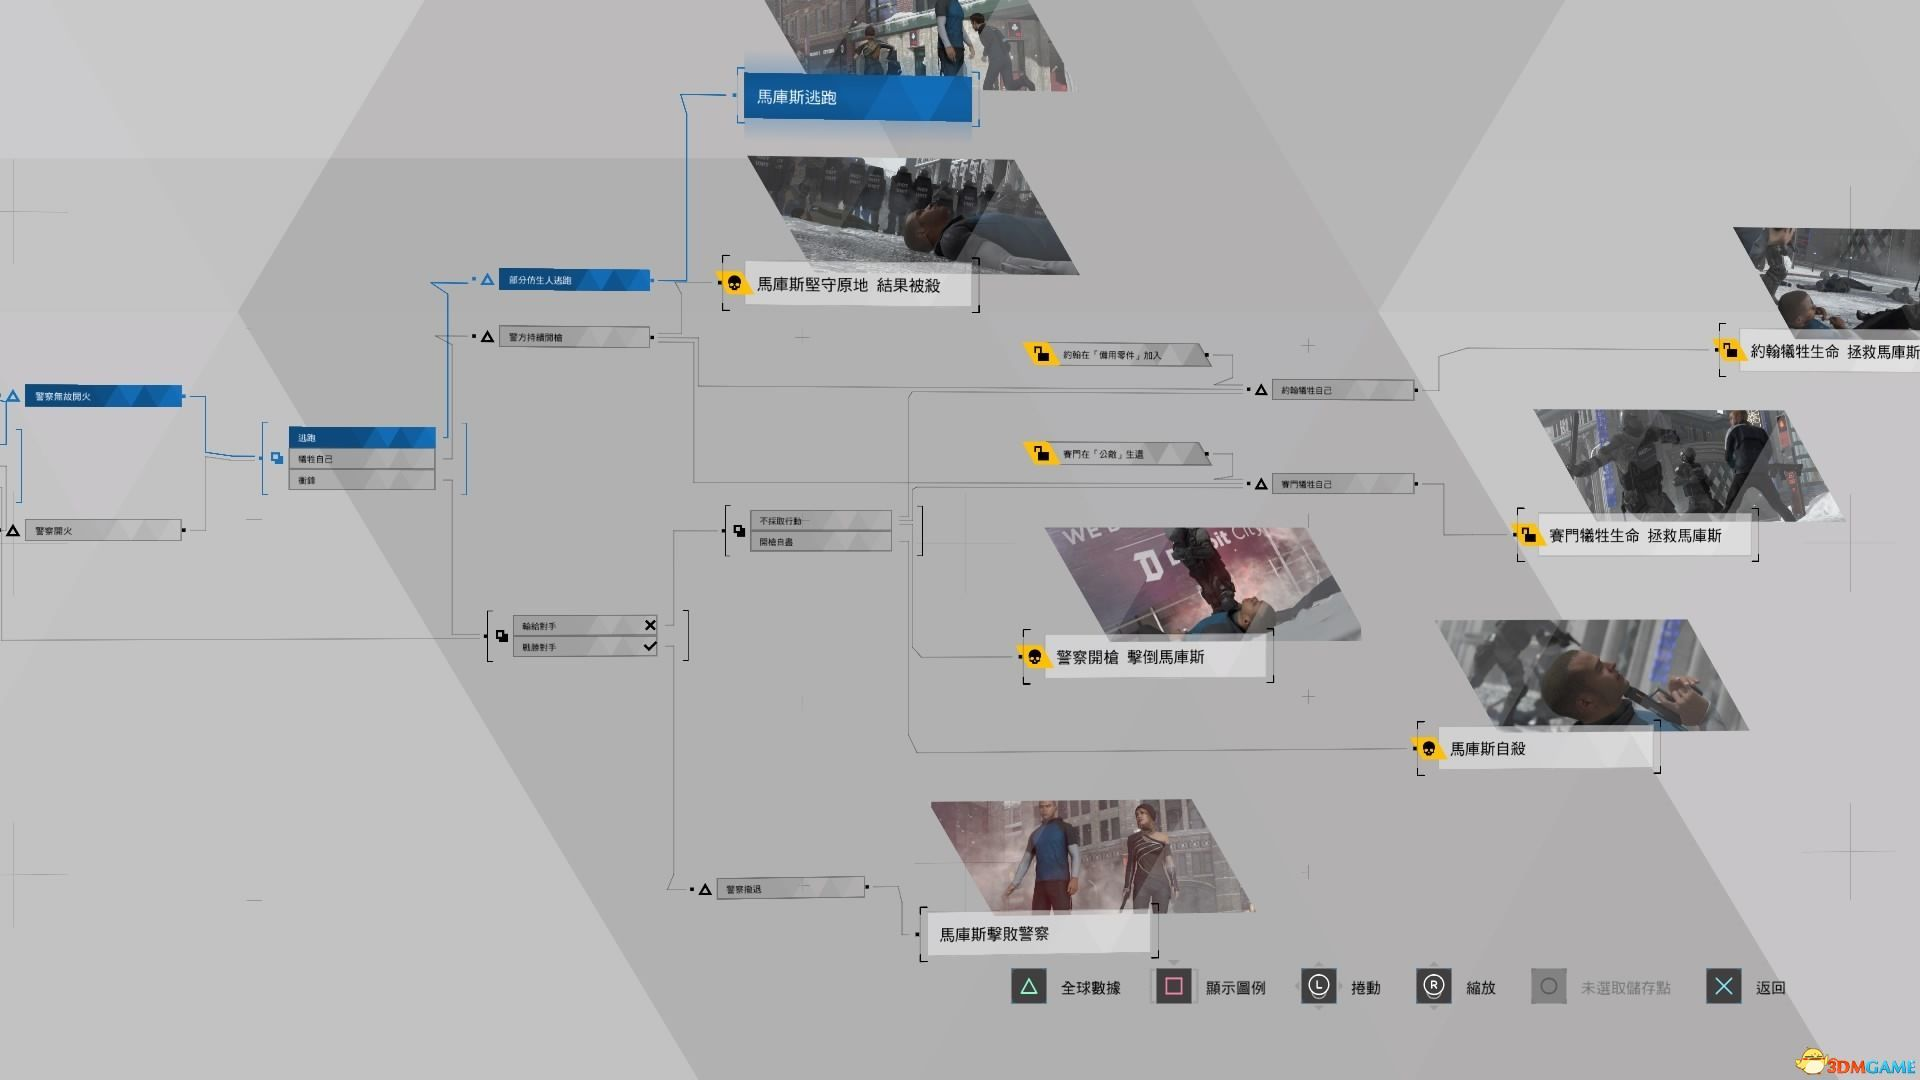 馬庫斯逃跑
馬庫斯堅守原地 結果被殺
部分仿生人逃跑
警方持續開槍
約翰在「備用零件」加入
約翰犧牲自己
約翰犧牲生命 拯救馬庫斯
警察無故開火
逃跑
犧牲自己
衝鋒
賽門在「公敵」生還
賽門犧牲自己
賽門犧牲生命 拯救馬庫斯
警察開火
不採取行動
開槍自盡
WE
bit City
輸給對手
戰勝對手
警察開槍 擊倒馬庫斯
馬庫斯自殺
警察撤退
馬庫斯擊敗警察
全球數據
顯示圖例
L 捲動
R 縮放
未選取儲存點
返回
3DMGAME